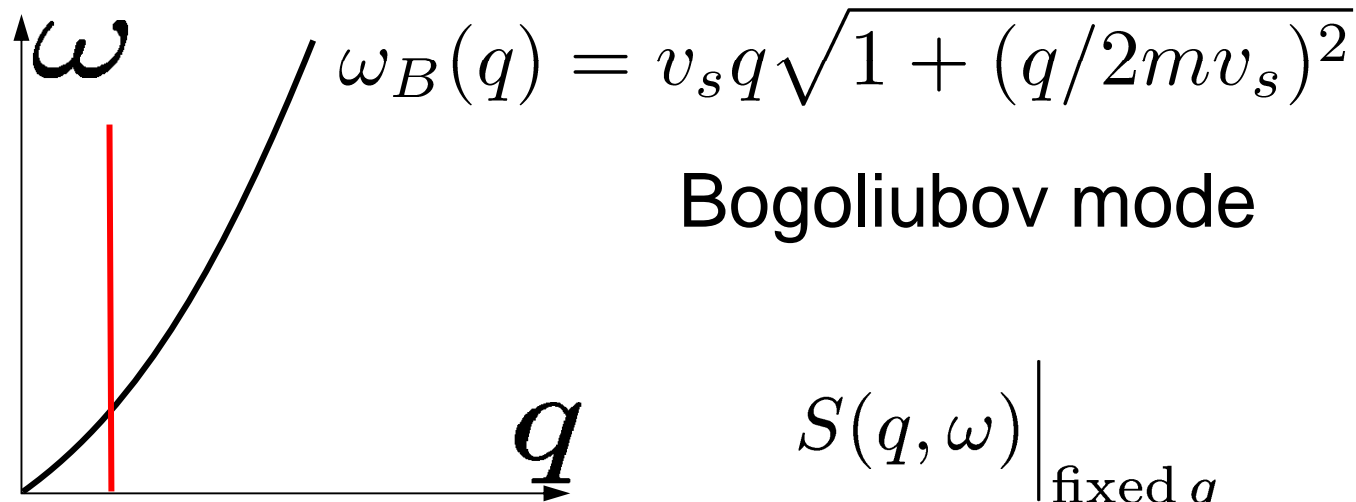 ω
ω_B(q) = v_s q√(1 + (q/2mv_s)²)
Bogoliubov mode
q
S(q, ω)|_fixed q